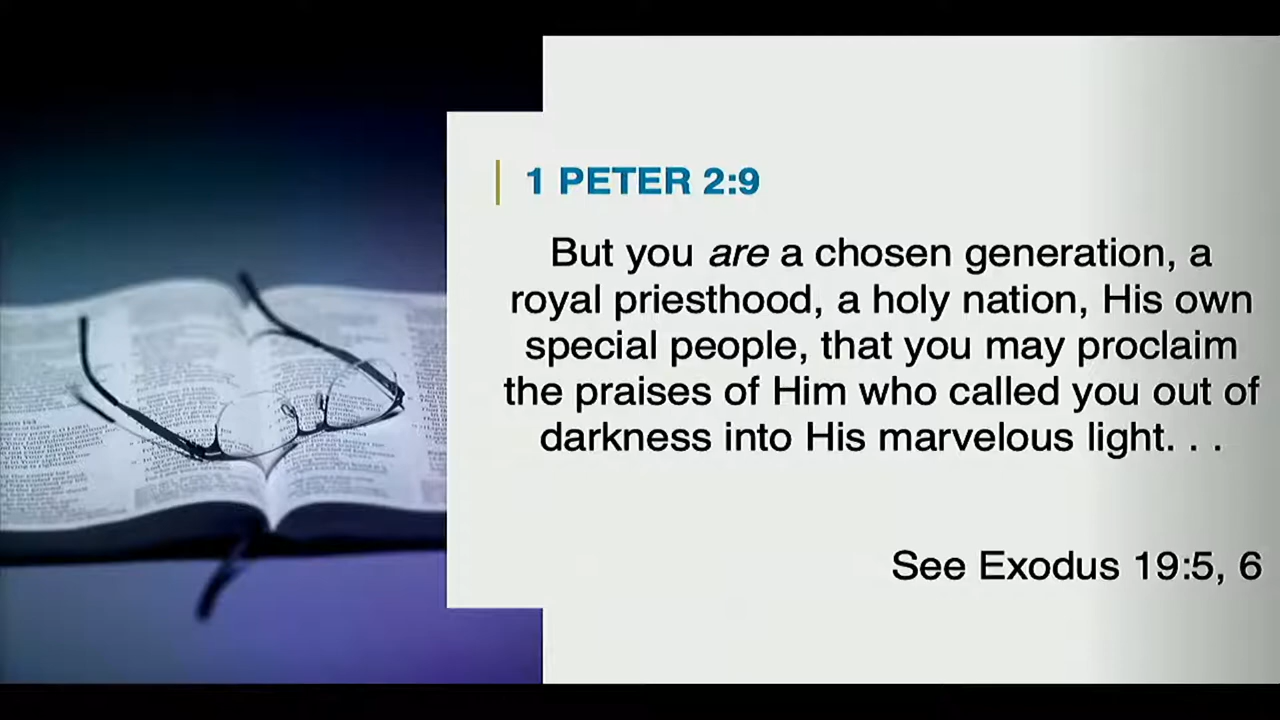 1 PETER 2:9
But you are a chosen generation, a
royal priesthood, a holy nation, His own
special people, that you may proclaim
the praises of Him who called you out of
darkness into His marvelous light. . .
See Exodus 19:5, 6